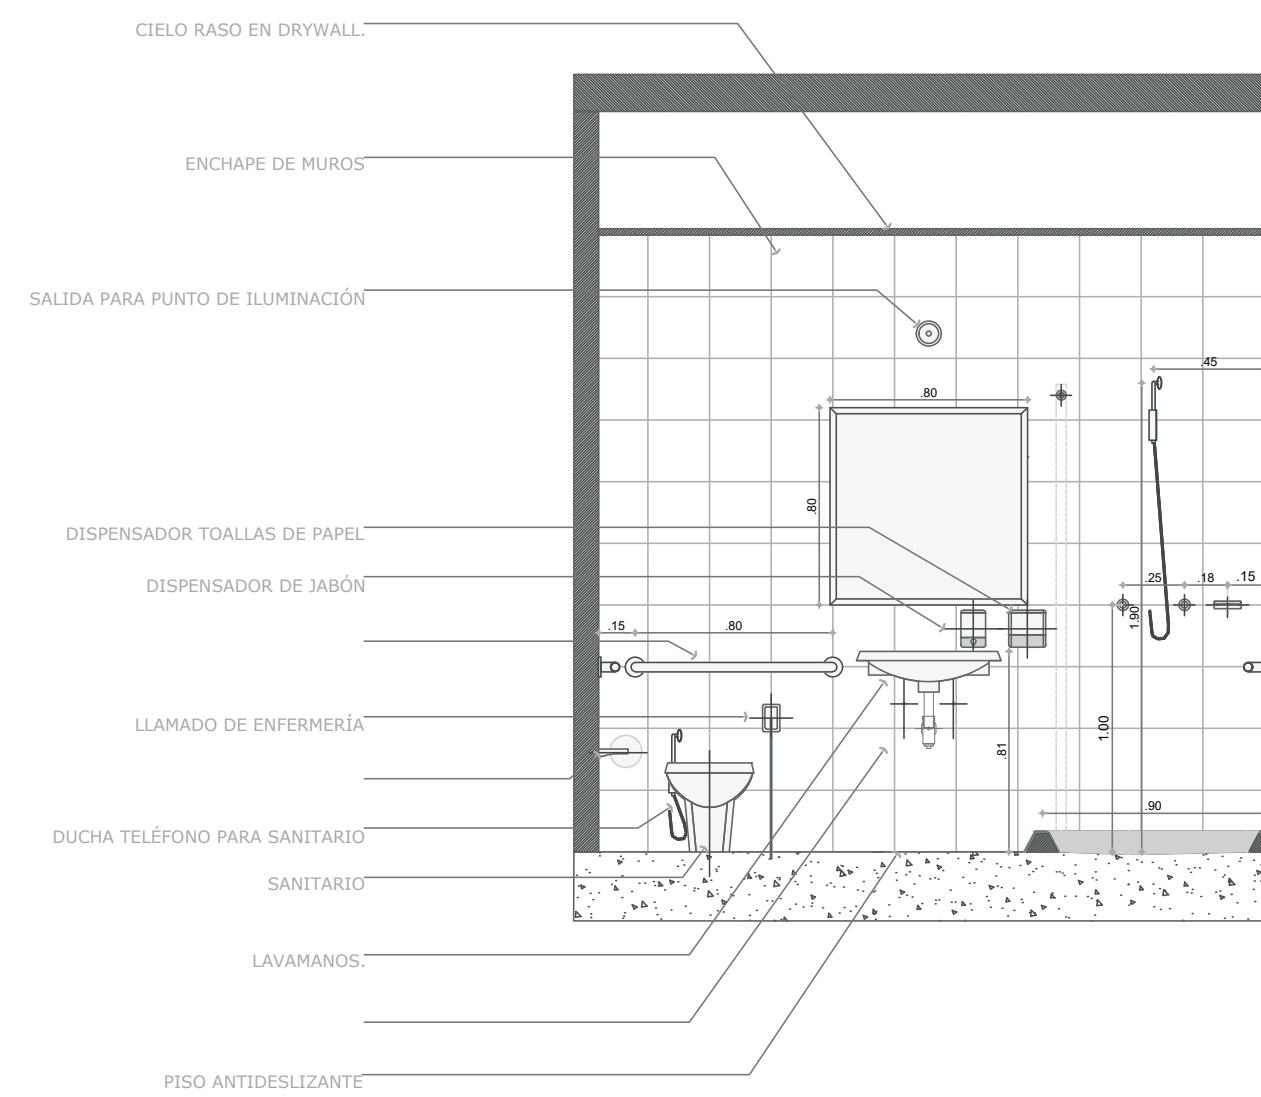 CIELO RASO EN DRYWALL.
ENCHAPE DE MUROS
SALIDA PARA PUNTO DE ILUMINACIÓN
.45
.80
.80
DISPENSADOR TOALLAS DE PAPEL
DISPENSADOR DE JABÓN
.25 .18 .15
1.90
.15 .80
LLAMADO DE ENFERMERÍA
1.00
.81
.90
DUCHA TELÉFONO PARA SANITARIO
SANITARIO
LAVAMANOS.
PISO ANTIDESLIZANTE